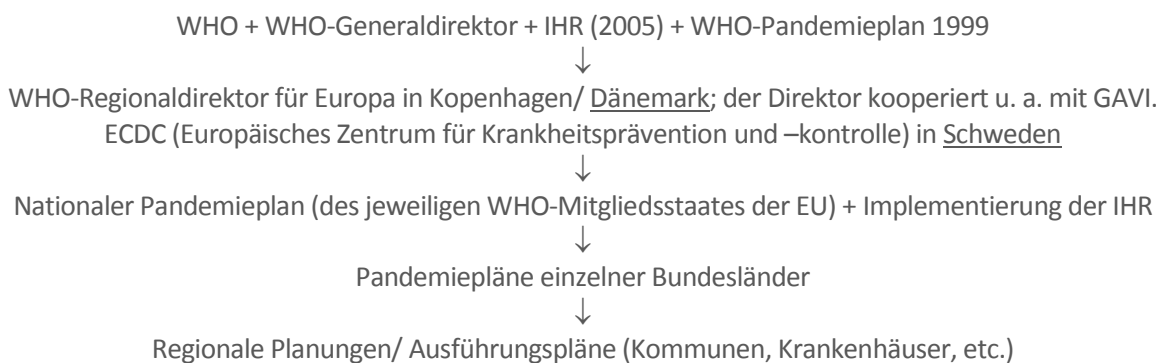 WHO + WHO-Generaldirektor + IHR (2005) + WHO-Pandemieplan 1999
↓
WHO-Regionaldirektor für Europa in Kopenhagen/ Dänemark; der Direktor kooperiert u. a. mit GAVI.
ECDC (Europäisches Zentrum für Krankheitsprävention und –kontrolle) in Schweden
↓
Nationaler Pandemieplan (des jeweiligen WHO-Mitgliedsstaates der EU) + Implementierung der IHR
↓
Pandemiepläne einzelner Bundesländer
↓
Regionale Planungen/ Ausführungspläne (Kommunen, Krankenhäuser, etc.)